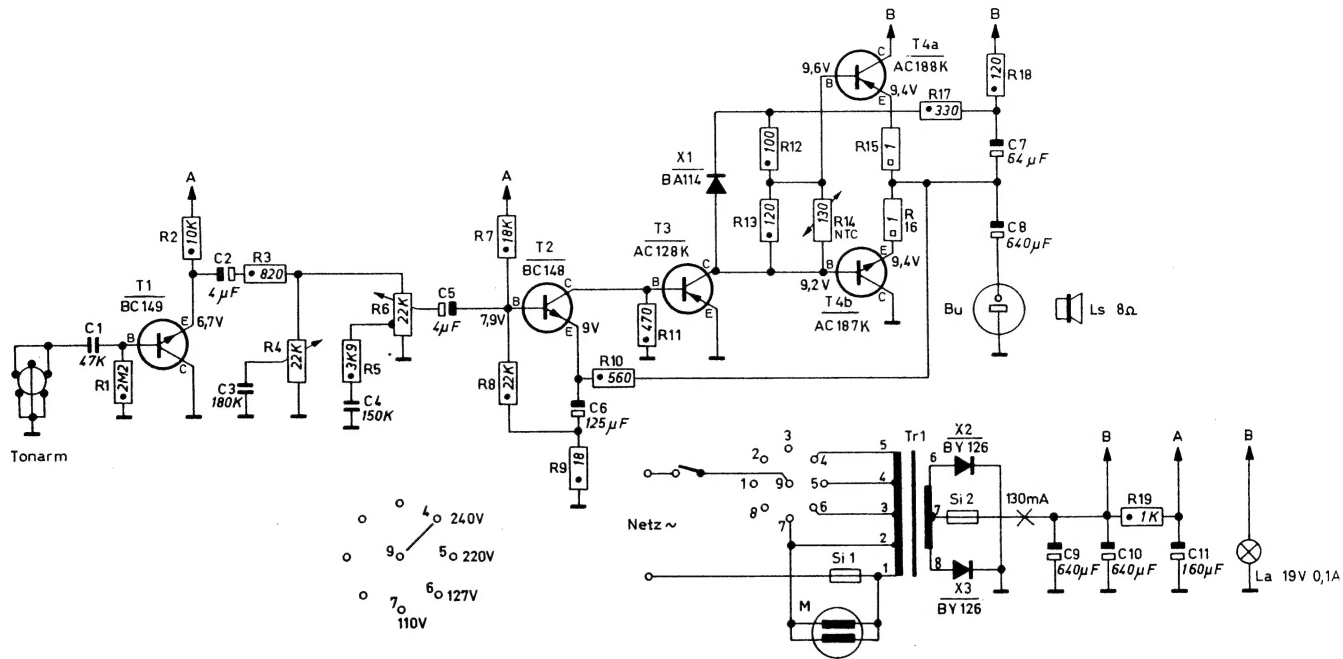 B
B
T4a
AC188K
C
9,6V
B
9,4V
E
R17
330
120
R18
R12
100
R15
1
C7
64µF
X1
BA114
A
A
R2
10K
R7
18K
R13
120
130
R14
NTC
1
R
16
C8
640µF
C2
4µF
R3
820
T2
BC148
T3
AC128K
C
C
B
B
E
9,4V
9,2V
T4b
AC187K
C
E
T1
BC149
E
6,7V
R6
22K
C5
4µF
B
7,9V
E
9V
470
R11
Bu
Ls 8Ω
C1
47K
B
C
R1
2M2
R4
22K
C3
180K
3K9
R5
C4
150K
R8
22K
R10
560
C6
125µF
R9
18
Tonarm
Netz~
1
2
3
4
5
6
7
8
9
Tr1
5
4
3
2
1
6
7
8
X2
BY126
Si 2
130mA
X3
BY 126
Si 1
M
B
A
B
R19
1K
C9
640µF
C10
640µF
C11
160µF
La 19V 0,1A
4
240V
9
5
220V
6
127V
7
110V